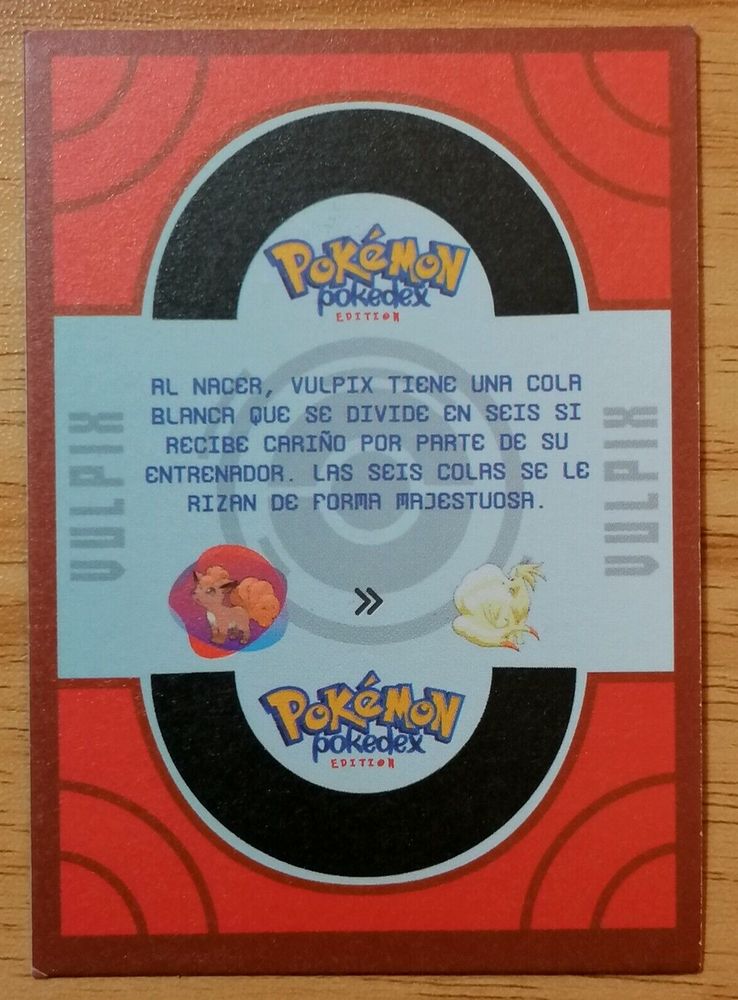 POKÉMON
pokedex
EDITION
AL NACER, VULPIX TIENE UNA COLA
BLANCA QUE SE DIVIDE EN SEIS SI
RECIBE CARIÑO POR PARTE DE SU
ENTRENADOR. LAS SEIS COLAS SE LE
RIZAN DE FORMA MAJESTUOSA.
VULPIX
VULPIX
POKÉMON
pokedex
EDITION